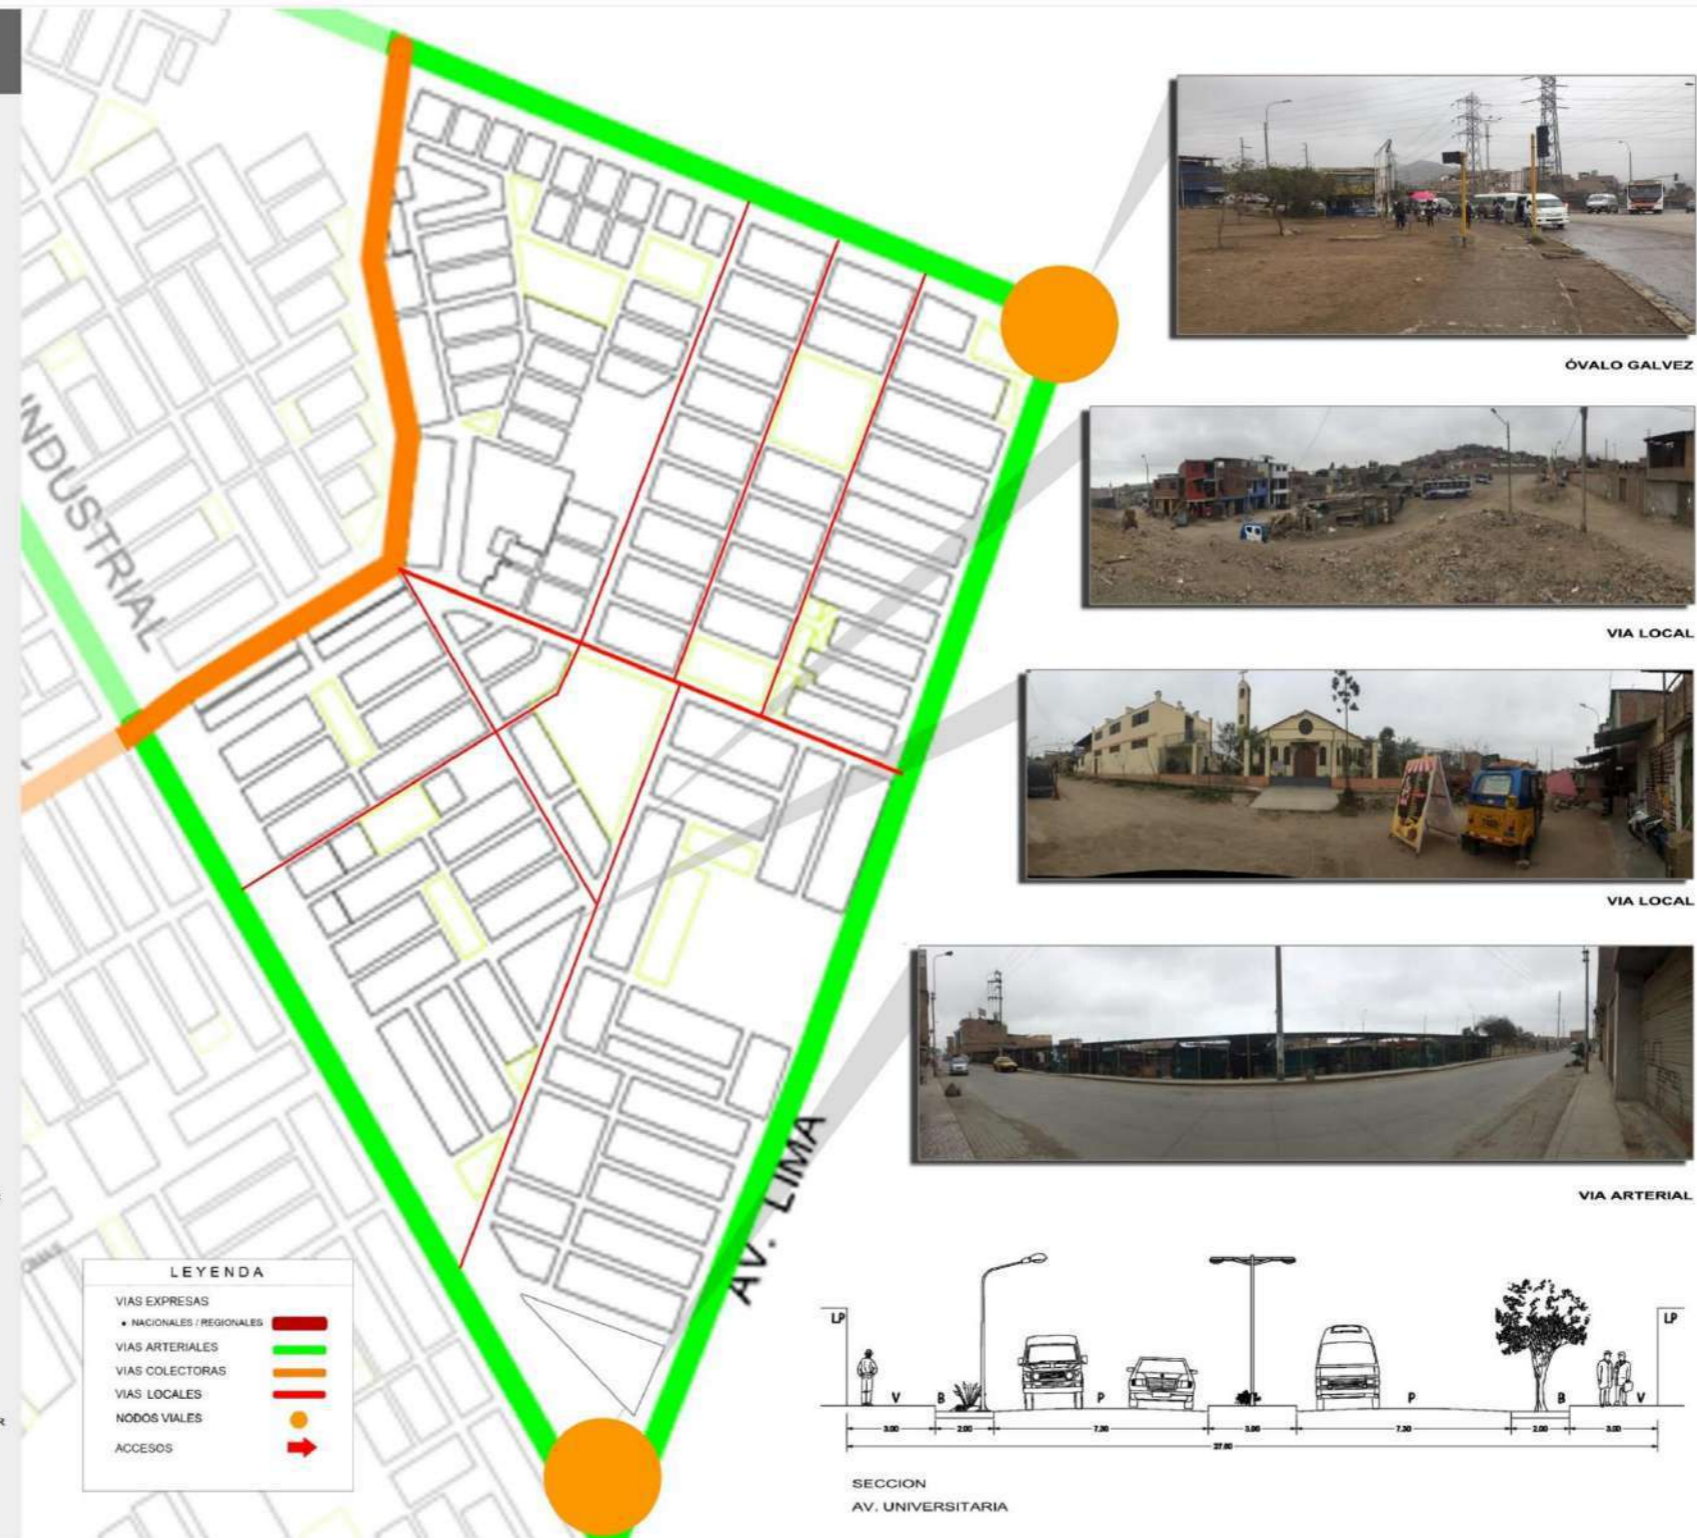 INDUSTRIAL
AV. LIMA
ÓVALO GALVEZ
VIA LOCAL
VIA LOCAL
VIA ARTERIAL
LEYENDA
VIAS EXPRESAS
• NACIONALES / REGIONALES
VIAS ARTERIALES
VIAS COLECTORAS
VIAS LOCALES
NODOS VIALES
ACCESOS
LP
LP
V B P P B V
3.00 2.00 7.30 3.00 7.30 2.00 3.00
27.60
SECCION
AV. UNIVERSITARIA
R